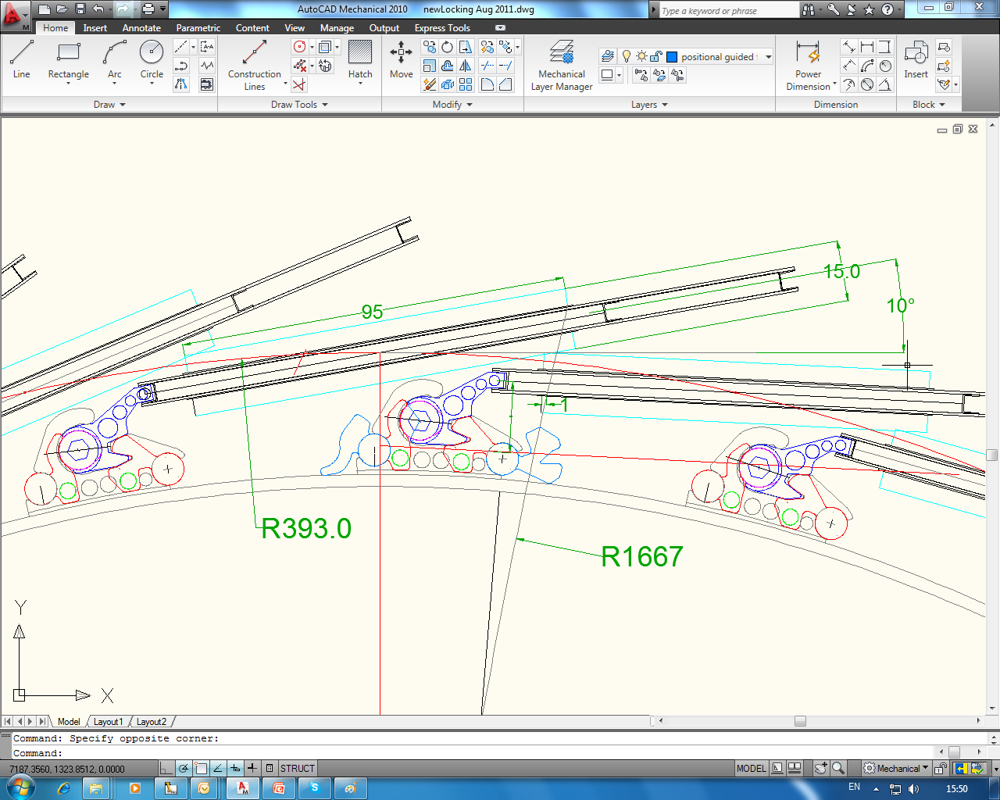 AutoCAD Mechanical 2010 newLocking Aug 2011.dwg
Type a keyword or phrase
M
Home Insert Annotate Parametric Content View Manage Output Express Tools
Line Rectangle Arc Circle
Construction Lines
Hatch
Move
Mechanical Layer Manager
positional guided
Power Dimension
Insert
Draw Draw Tools Modify Layers Dimension Block
15.0
10°
95
1
R393.0
R1667
Y
X
Model Layout1 Layout2
Command: Specify opposite corner:
Command:
7187.3560, 1323.8512, 0.0000
STRUCT
MODEL
Mechanical
EN
15:50